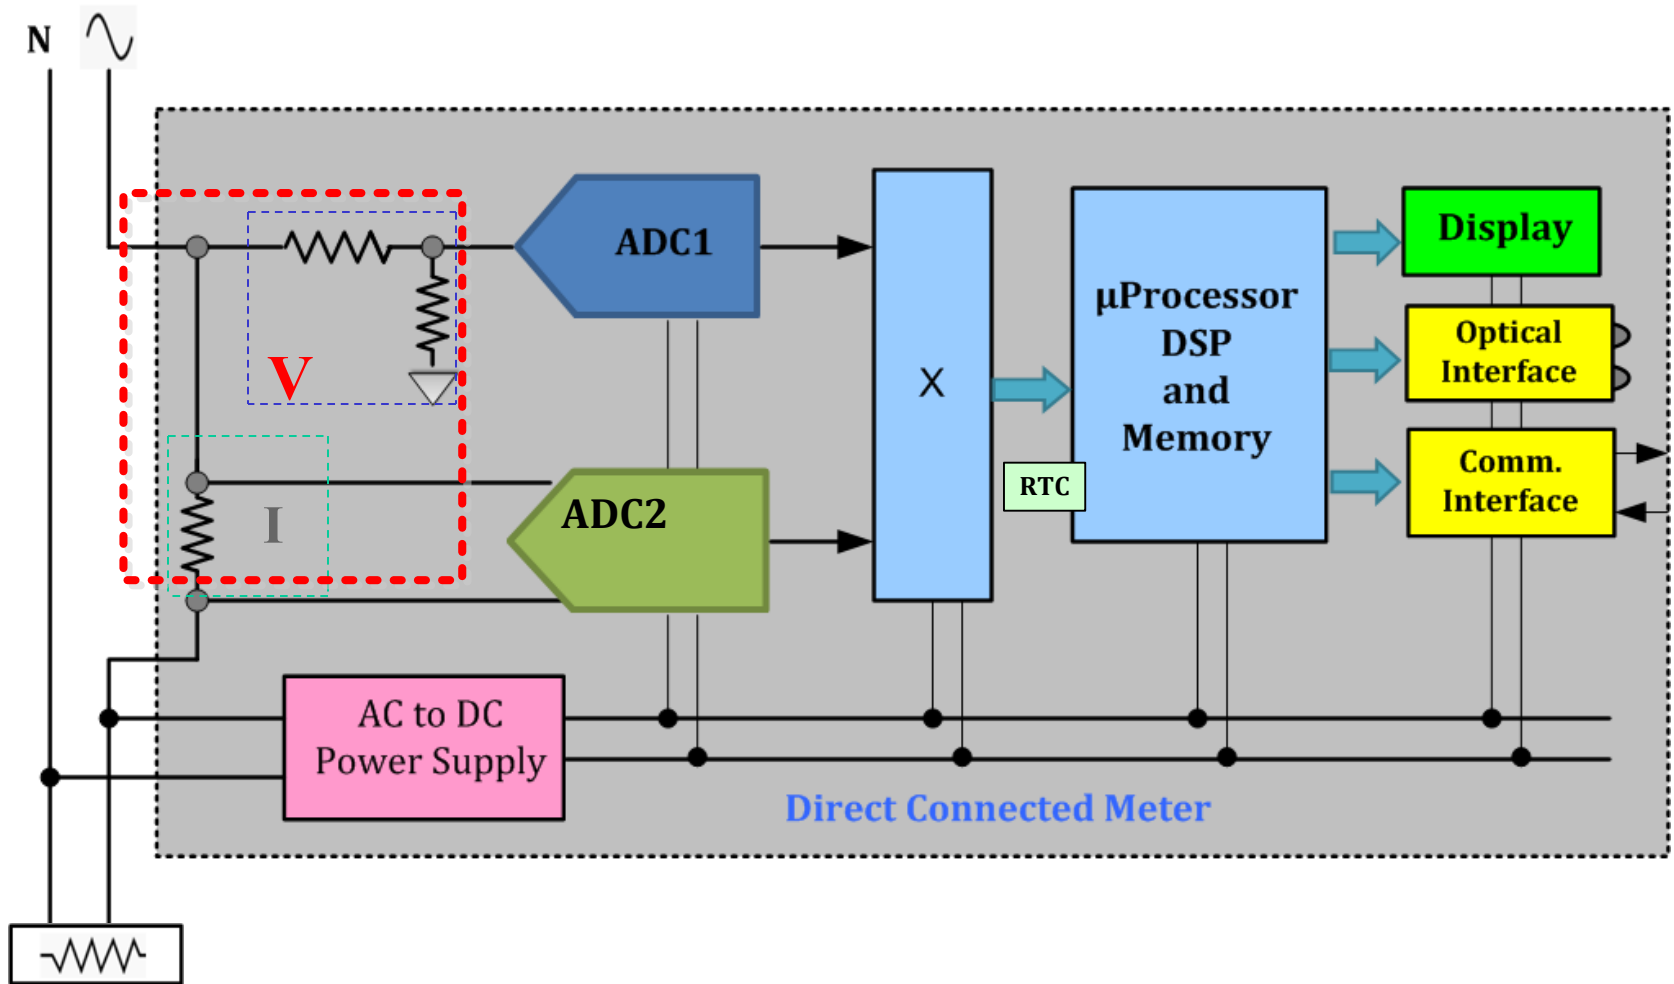 N
ADC1
Display
μProcessor
DSP
and
Memory
Optical
Interface
V
X
Comm.
Interface
RTC
I
ADC2
AC to DC
Power Supply
Direct Connected Meter